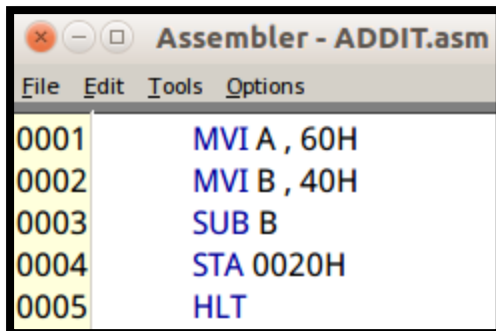 Assembler - ADDIT.asm
File Edit Tools Options
0001 MVI A , 60H
0002 MVI B , 40H
0003 SUB B
0004 STA 0020H
0005 HLT